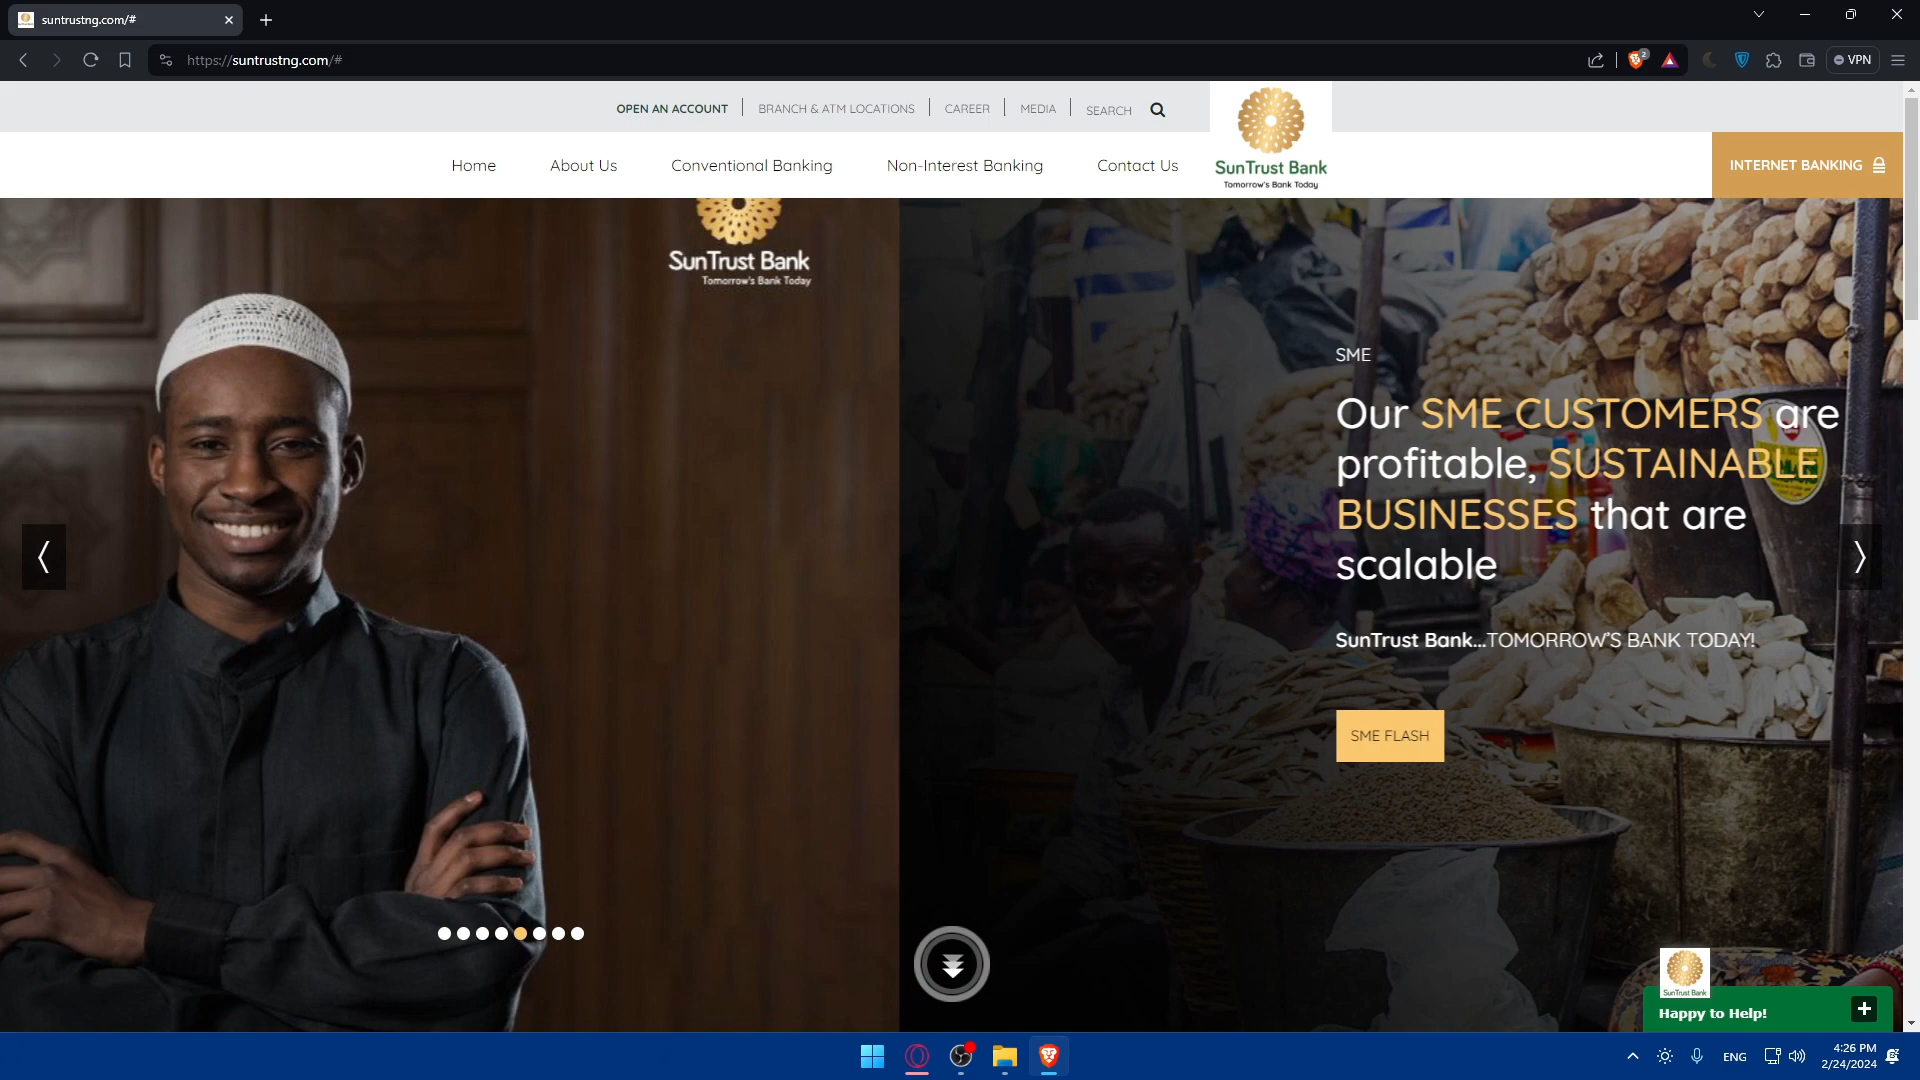 suntrustng.com/#
https://suntrustng.com/#
2
VPN
OPEN AN ACCOUNT
BRANCH & ATM LOCATIONS
CAREER
MEDIA
SEARCH
Home
About Us
Conventional Banking
Non-Interest Banking
Contact Us
SunTrust Bank
Tomorrow's Bank Today
INTERNET BANKING
SunTrust Bank
Tomorrow's Bank Today
SME
Our SME CUSTOMERS are
profitable, SUSTAINABLE
BUSINESSES that are
scalable
SunTrust Bank...TOMORROW'S BANK TODAY!
SME FLASH
SunTrust Bank
Happy to Help!
ENG
4:26 PM
2/24/2024